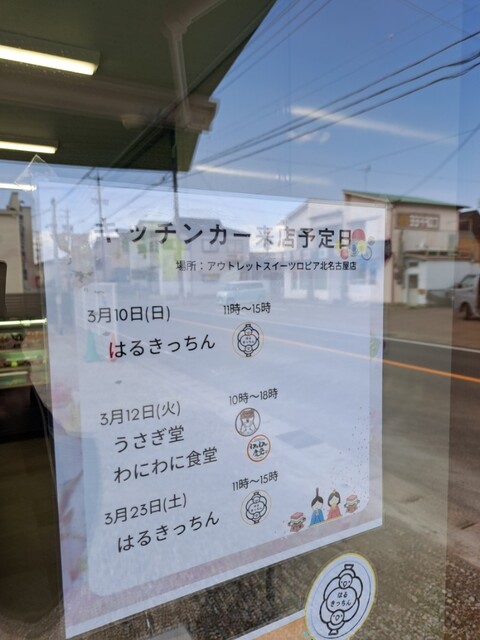 キッチンカー来店予定日
場所：アウトレットスイーツロピア北名古屋店
3月10日(日) 11時～15時
はるきっちん
3月12日(火) 10時～18時
うさぎ堂
わにわに食堂
3月23日(土) 11時～15時
はるきっちん
はる
きっちん